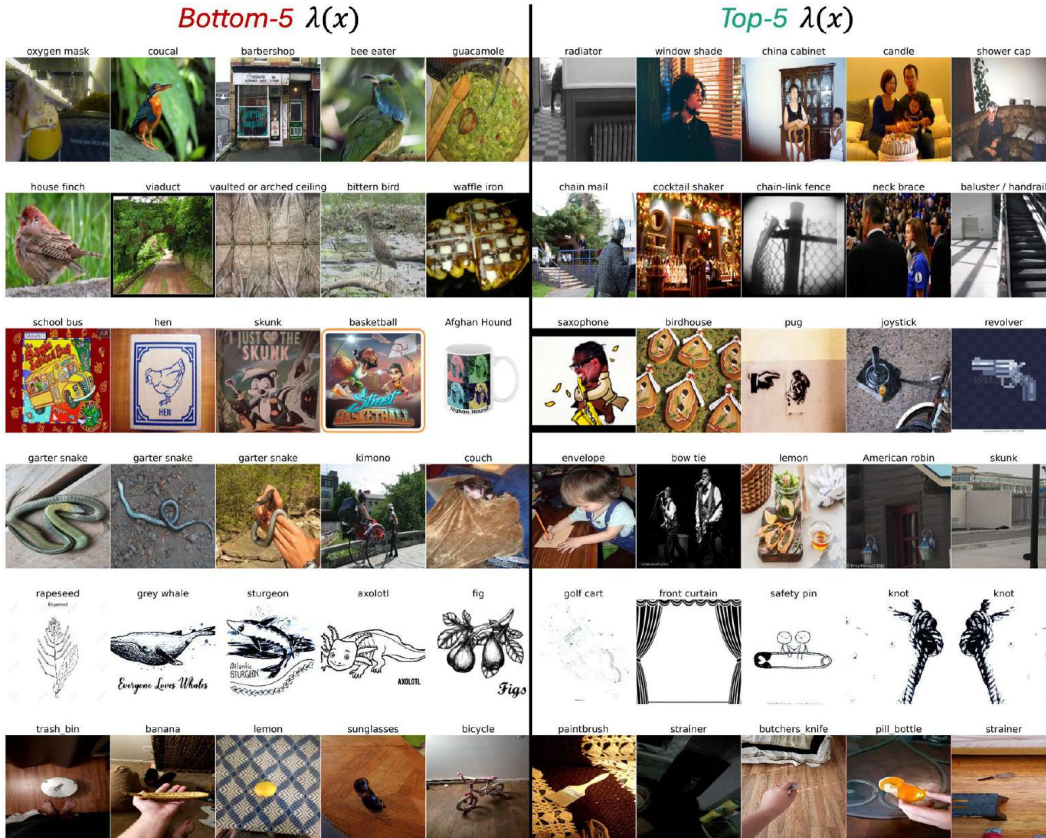 Bottom-5 λ(x) Top-5 λ(x)
oxygen mask coucal barbershop bee eater guacamole radiator window shade china cabinet candle shower cap
house finch viaduct vaulted or arched ceiling bittern bird waffle iron chain mail cocktail shaker chain-link fence neck brace baluster / handrail
school bus hen skunk basketball Afghan Hound saxophone birdhouse pug joystick revolver
I JUST THE
SKUNK
HEN
Street
BASKETBALL
Afghan. Hound
garter snake garter snake garter snake kimono couch envelope bow tie lemon American robin skunk
rapeseed grey whale sturgeon axolotl fig golf cart front curtain safety pin knot knot
Everyone Loves Whales
Atlantic
STURGEON
AXOLOTL
Figs
trash_bin banana lemon sunglasses bicycle paintbrush strainer butchers_knife pill_bottle strainer